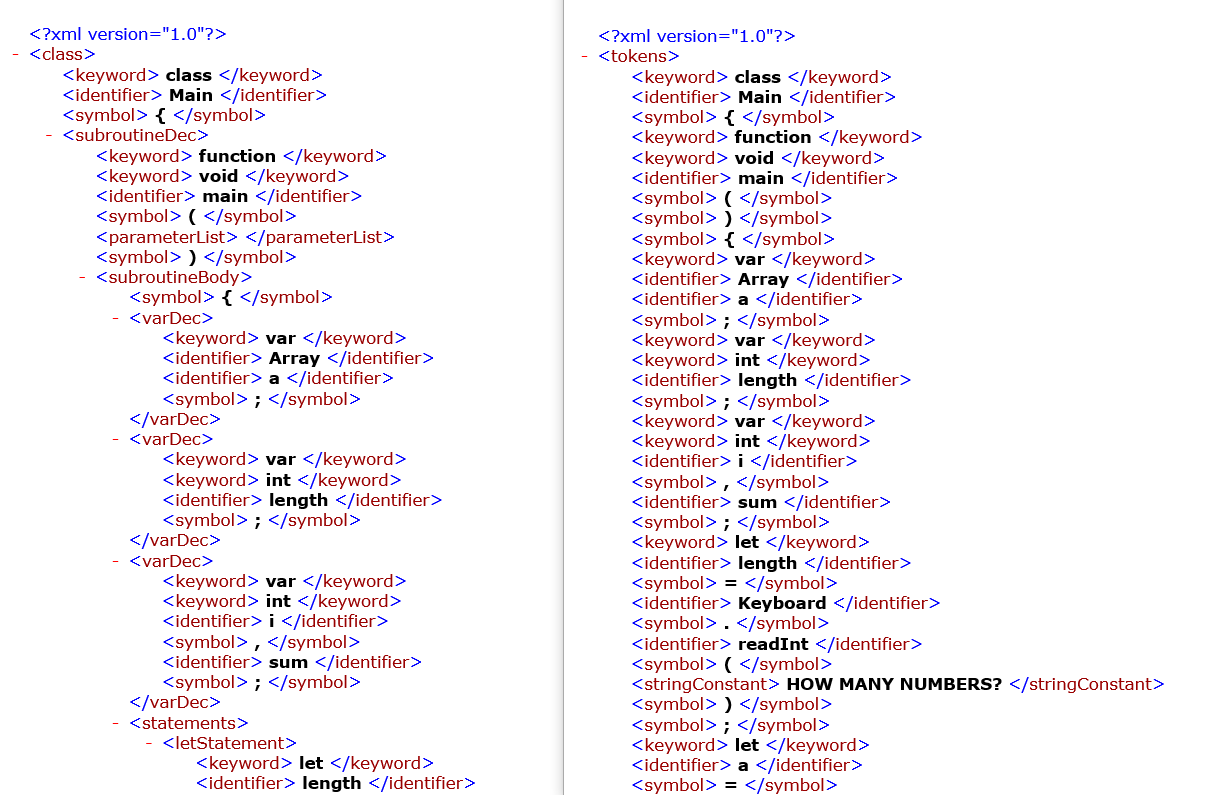 <?xml version="1.0"?>
- <class>
<keyword> class </keyword>
<identifier> Main </identifier>
<symbol> { </symbol>
- <subroutineDec>
<keyword> function </keyword>
<keyword> void </keyword>
<identifier> main </identifier>
<symbol> ( </symbol>
<parameterList> </parameterList>
<symbol> ) </symbol>
- <subroutineBody>
<symbol> { </symbol>
- <varDec>
<keyword> var </keyword>
<identifier> Array </identifier>
<identifier> a </identifier>
<symbol> ; </symbol>
</varDec>
- <varDec>
<keyword> var </keyword>
<keyword> int </keyword>
<identifier> length </identifier>
<symbol> ; </symbol>
</varDec>
- <varDec>
<keyword> var </keyword>
<keyword> int </keyword>
<identifier> i </identifier>
<symbol> , </symbol>
<identifier> sum </identifier>
<symbol> ; </symbol>
</varDec>
- <statements>
- <letStatement>
<keyword> let </keyword>
<identifier> length </identifier>
<?xml version="1.0"?>
- <tokens>
<keyword> class </keyword>
<identifier> Main </identifier>
<symbol> { </symbol>
<keyword> function </keyword>
<keyword> void </keyword>
<identifier> main </identifier>
<symbol> ( </symbol>
<symbol> ) </symbol>
<symbol> { </symbol>
<keyword> var </keyword>
<identifier> Array </identifier>
<identifier> a </identifier>
<symbol> ; </symbol>
<keyword> var </keyword>
<keyword> int </keyword>
<identifier> length </identifier>
<symbol> ; </symbol>
<keyword> var </keyword>
<keyword> int </keyword>
<identifier> i </identifier>
<symbol> , </symbol>
<identifier> sum </identifier>
<symbol> ; </symbol>
<keyword> let </keyword>
<identifier> length </identifier>
<symbol> = </symbol>
<identifier> Keyboard </identifier>
<symbol> . </symbol>
<identifier> readInt </identifier>
<symbol> ( </symbol>
<stringConstant> HOW MANY NUMBERS? </stringConstant>
<symbol> ) </symbol>
<symbol> ; </symbol>
<keyword> let </keyword>
<identifier> a </identifier>
<symbol> = </symbol>